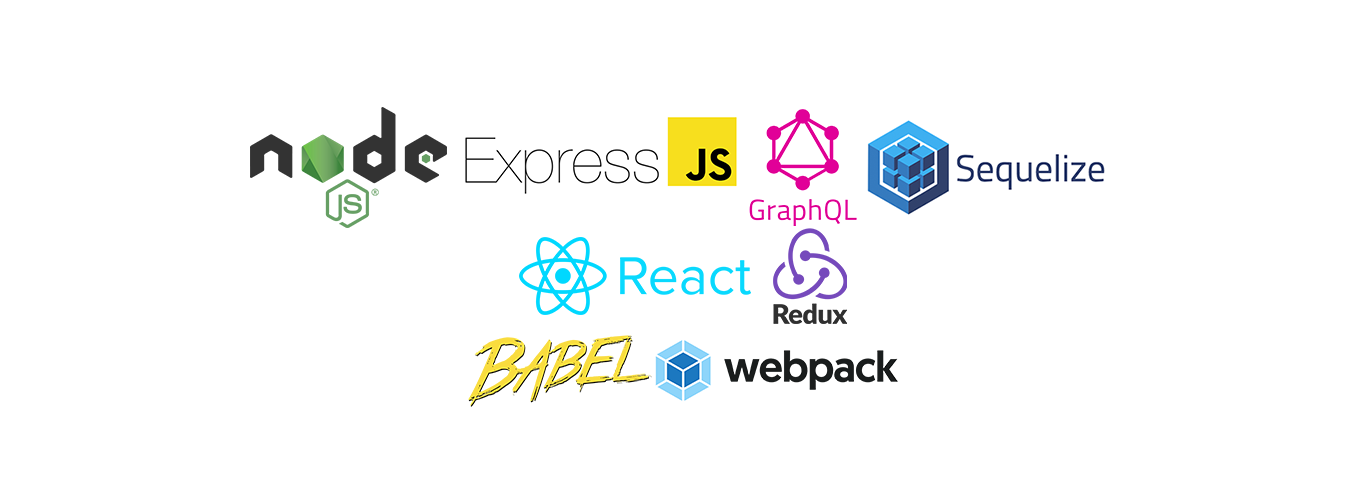 node
JS®
Express
JS
GraphQL
Sequelize
React
Redux
BABEL
webpack